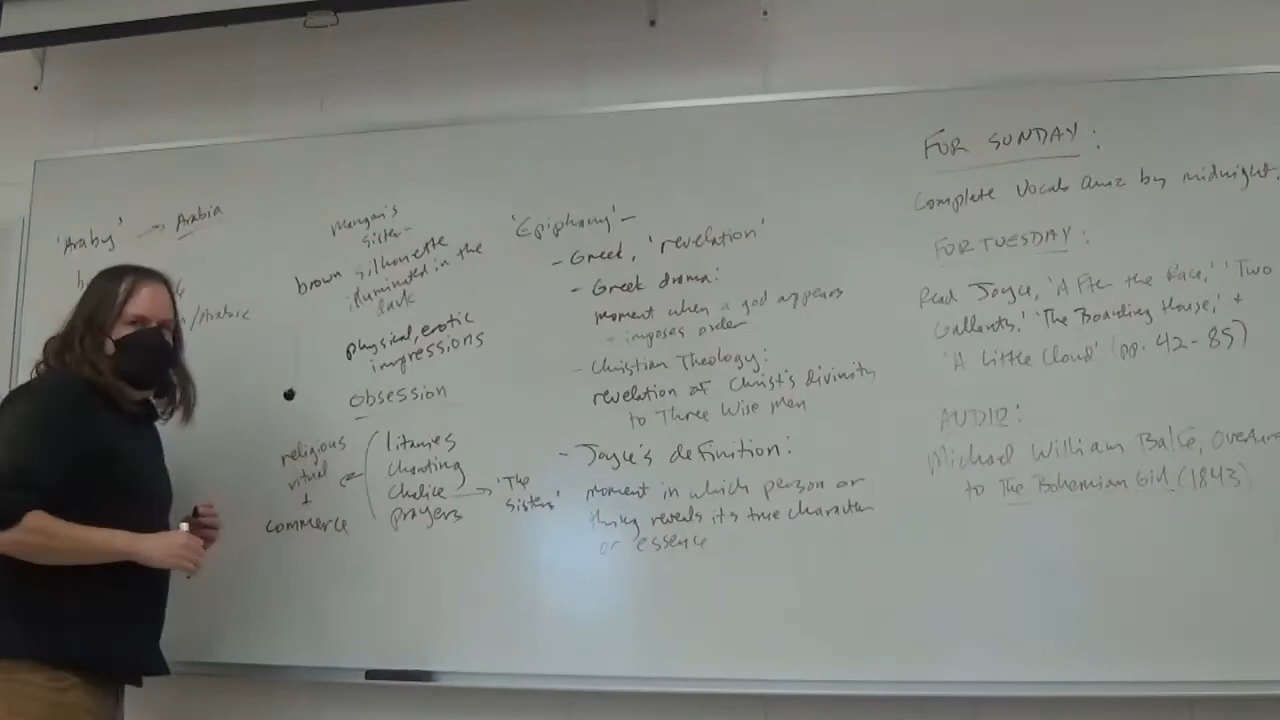 'Araby' → Arabia
/Arabic
Mangan's
sister-
brown silhouette
illuminated in the
dark
physical, erotic
impressions
obsession
religious
ritual
+
commerce
litanies
chanting
chalice → 'The
sisters'
prayers
'Epiphany' -
- Greek, 'revelation'
- Greek drama:
moment when a god appears
+ imposes order
- Christian Theology:
revelation of Christ's divinity
to Three Wise Men
- Joyce's definition:
moment in which person or
thing reveals its true character
or essence
FOR SUNDAY:
Complete Vocab Quiz by midnight.
FOR TUESDAY:
Read Joyce, 'After the Race,' 'Two
Gallants,' 'The Boarding House,' +
'A Little Cloud' (pp. 42-85)
AUDIO:
Michael William Balfe, Overture
to The Bohemian Girl (1843)